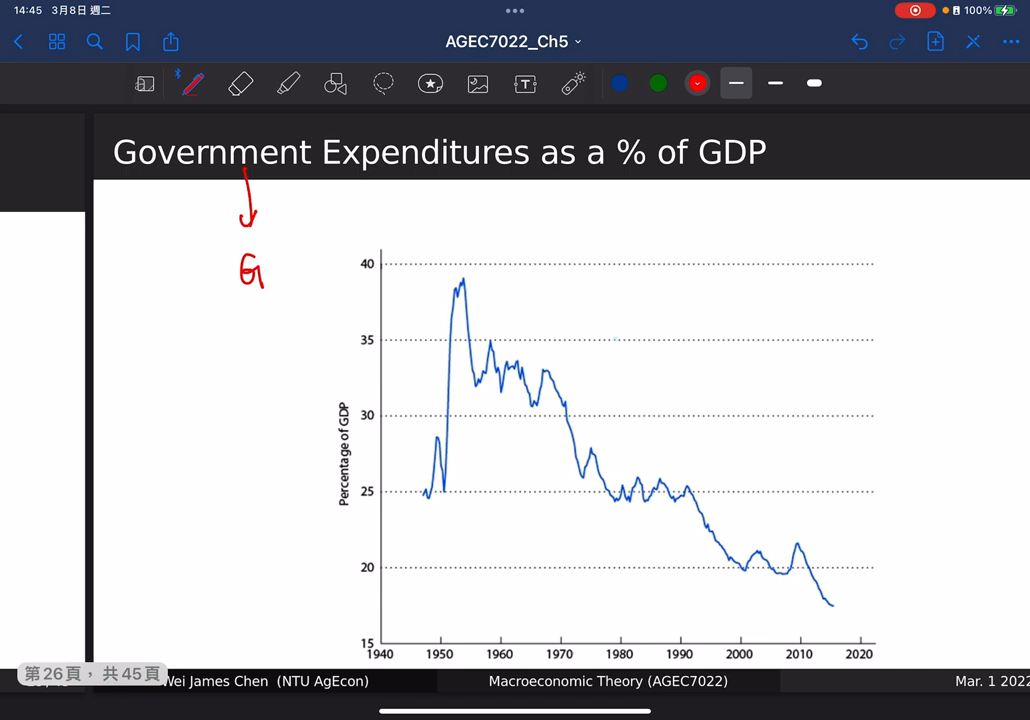 14:45 3月8日 週二
100%
AGEC7022_Ch5
T
Government Expenditures as a % of GDP
G
40
35
30
25
20
15
Percentage of GDP
1940 1950 1960 1970 1980 1990 2000 2010 2020
第26頁，共45頁
Wei James Chen (NTU AgEcon)
Macroeconomic Theory (AGEC7022)
Mar. 1 2022